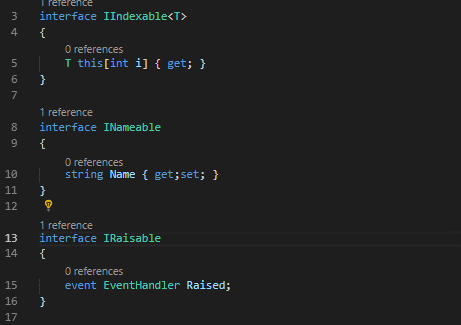 1 reference
3 interface IIndexable<T>
4 {
0 references
5 T this[int i] { get; }
6 }
7
1 reference
8 interface INameable
9 {
0 references
10 string Name { get;set; }
11 }
12
1 reference
13 interface IRaisable
14 {
0 references
15 event EventHandler Raised;
16 }
17